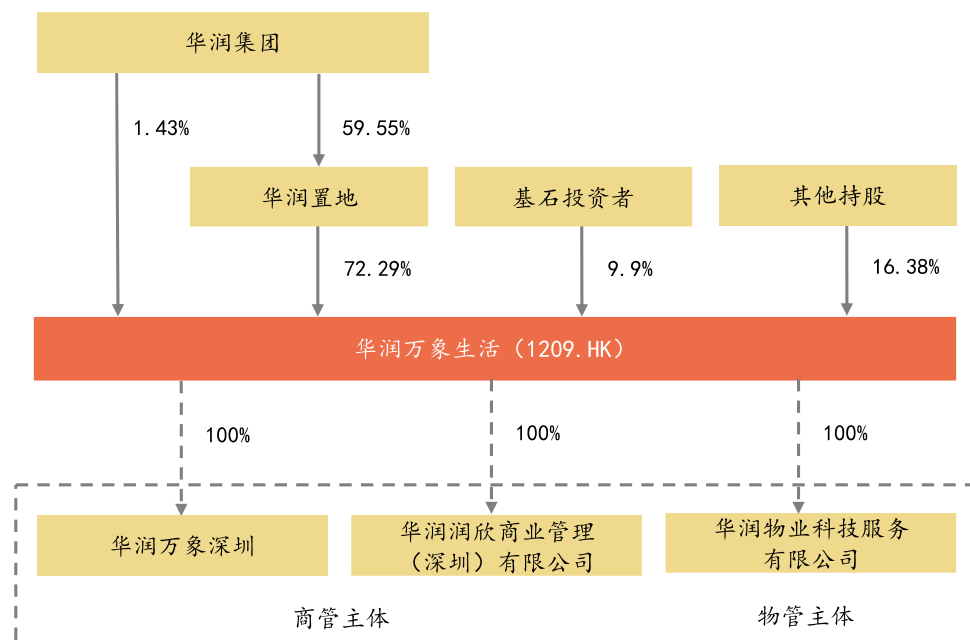 华润集团
1.43%
59.55%
华润置地
基石投资者
其他持股
72.29%
9.9%
16.38%
华润万象生活（1209.HK）
100%
100%
100%
华润万象深圳
华润润欣商业管理
（深圳）有限公司
华润物业科技服务
有限公司
商管主体
物管主体